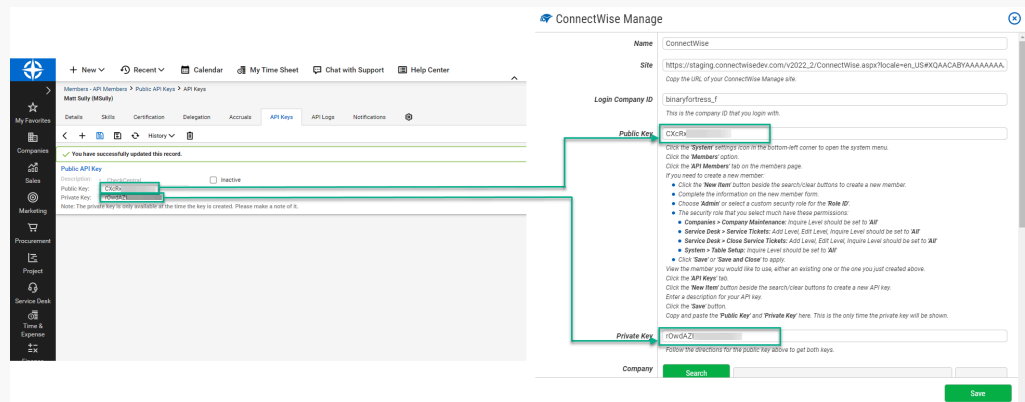 + New
Recent
Calendar
My Time Sheet
Chat with Support
Help Center
My Favorites
Companies
Sales
Marketing
Procurement
Project
Service Desk
Time &
Expense
Members - API Members > Public API Keys > API Keys
Matt Sully (MSully)
Details
Skills
Certification
Delegation
Accruals
API Keys
API Logs
Notifications
History
You have successfully updated this record.
Public API Key
Description: CheckCentral
Inactive
Public Key: CXcRx
Private Key: rOwdAZl
Note: The private key is only available at the time the key is created. Please make a note of it.
ConnectWise Manage
Name
ConnectWise
Site
https://staging.connectwisedev.com/v2022_2/ConnectWise.aspx?locale=en_US#XQAACABYAAAAAAA
Copy the URL of your ConnectWise Manage site.
Login Company ID
binaryfortress_f
This is the company ID that you login with.
Public Key
CXcRx
Click the 'System' settings icon in the bottom-left corner to open the system menu.
Click the 'Members' option.
Click the 'API Members' tab on the members page.
If you need to create a new member:
Click the 'New Item' button beside the search/clear buttons to create a new member.
Complete the information on the new member form.
Choose 'Admin' or select a custom security role for the 'Role ID'.
The security role that you select much have these permissions:
Companies > Company Maintenance: Inquire Level should be set to 'All'
Service Desk > Service Tickets: Add Level, Edit Level, Inquire Level should be set to 'All'
Service Desk > Close Service Tickets: Add Level, Edit Level, Inquire Level should be set to 'All'
System > Table Setup: Inquire Level should be set to 'All'
Click 'Save' or 'Save and Close' to apply.
View the member you would like to use, either an existing one or the one you just created above.
Click the 'API Keys' tab.
Click the 'New Item' button beside the search/clear buttons to create a new API key.
Enter a description for your API key.
Click the 'Save' button.
Copy and paste the 'Public Key' and 'Private Key' here. This is the only time the private key will be shown.
Private Key
rOwdAZl
Follow the directions for the public key above to get both keys.
Company
Search
Save